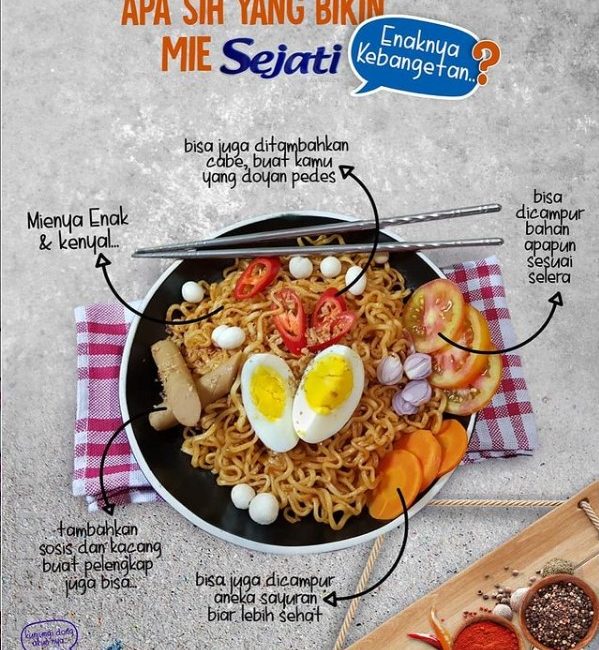 APA SIH YANG BIKIN
MIE Sejati
Enaknya
Kebangetan..?
bisa juga ditambahkan
cabe, buat kamu
yang doyan pedes
Mienya Enak
& kenyal...
bisa
dicampur
bahan
apapun
sesuai
selera
tambahkan
sosis dan kacang
buat pelengkap
juga bisa...
bisa juga dicampur
aneka sayuran
biar lebih sehat
kunjungi dong